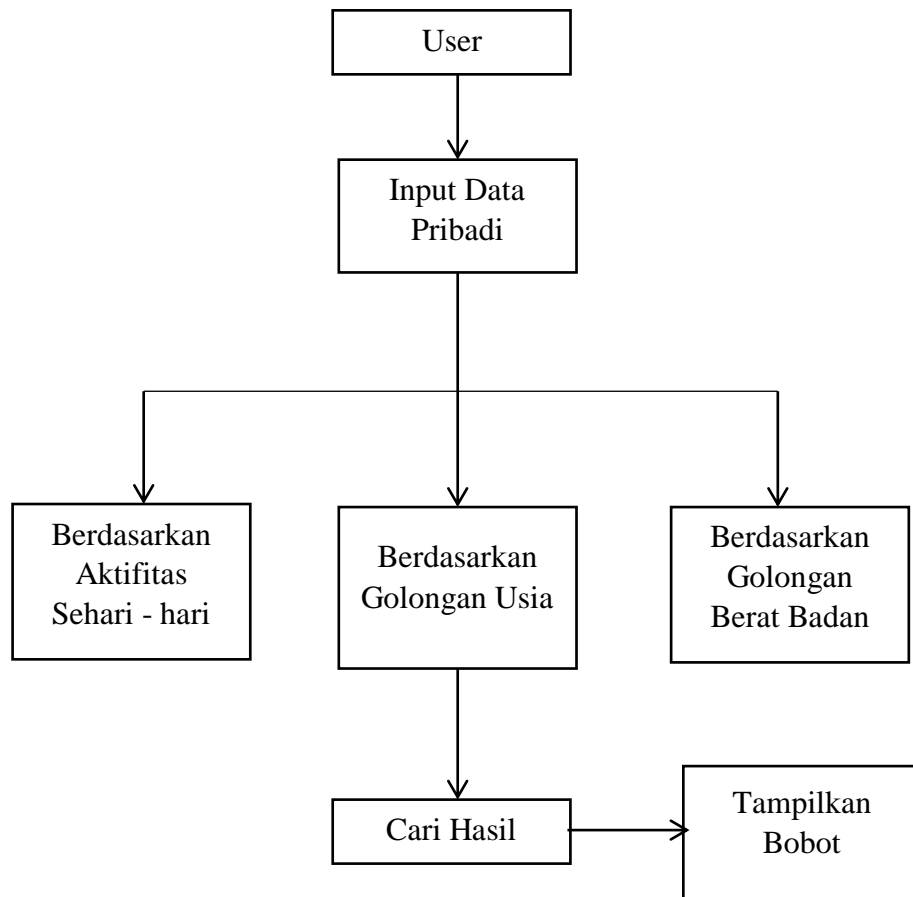 User
Input Data
Pribadi
Berdasarkan
Aktifitas
Sehari - hari
Berdasarkan
Golongan Usia
Berdasarkan
Golongan
Berat Badan
Cari Hasil
Tampilkan
Bobot